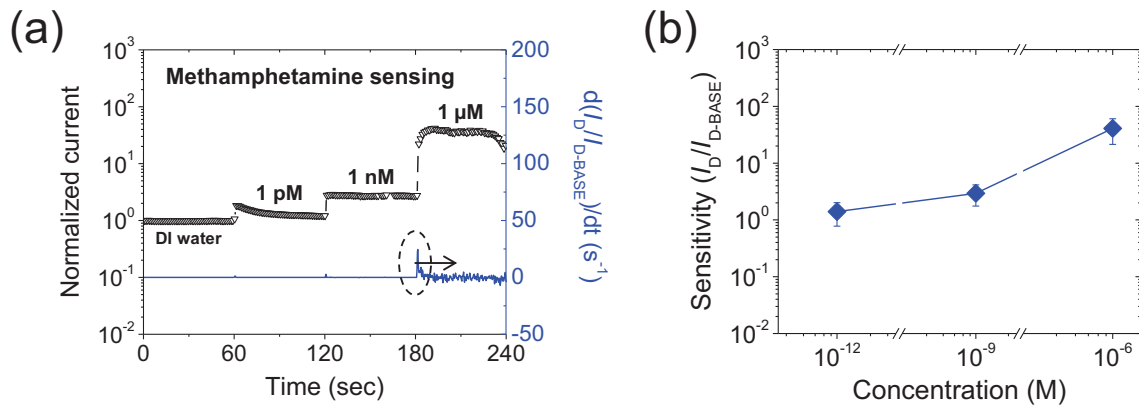 (a)
Normalized current
10³
10²
10¹
10⁰
10⁻¹
10⁻²
Methamphetamine sensing
DI water
1 pM
1 nM
1 µM
200
150
100
50
0
-50
d(I_D/I_D-BASE)/dt (s⁻¹)
0
60
120
180
240
Time (sec)
(b)
Sensitivity (I_D/I_D-BASE)
10³
10²
10¹
10⁰
10⁻¹
10⁻²
10⁻¹²
10⁻⁹
10⁻⁶
Concentration (M)